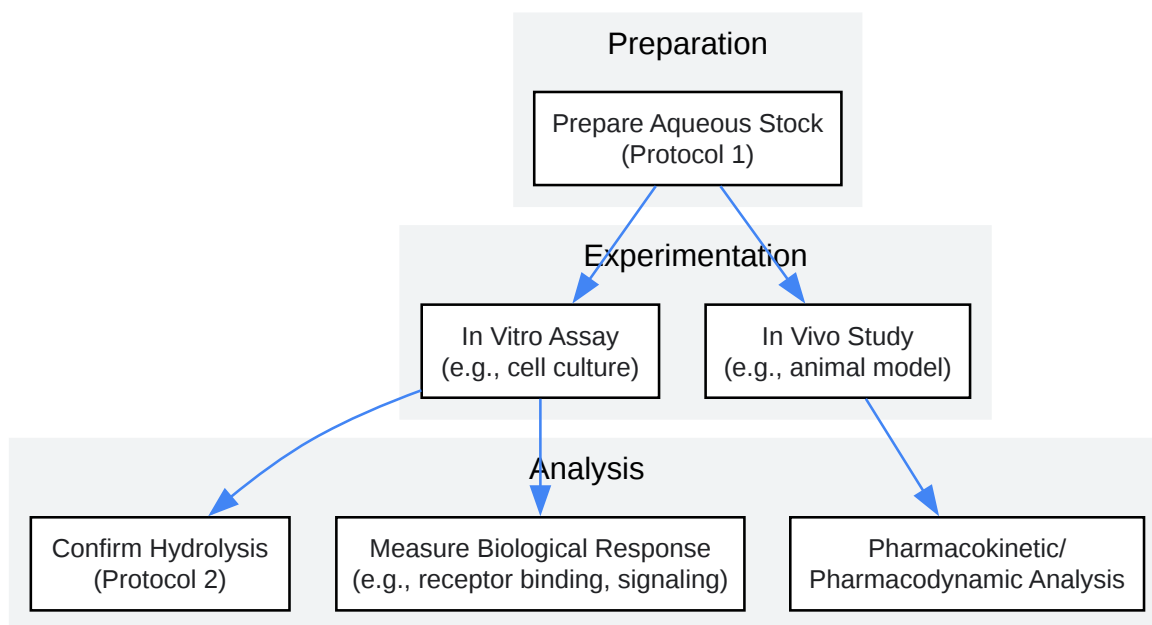 Preparation
Prepare Aqueous Stock
(Protocol 1)
Experimentation
In Vitro Assay
(e.g., cell culture)
In Vivo Study
(e.g., animal model)
Analysis
Confirm Hydrolysis
(Protocol 2)
Measure Biological Response
(e.g., receptor binding, signaling)
Pharmacokinetic/
Pharmacodynamic Analysis